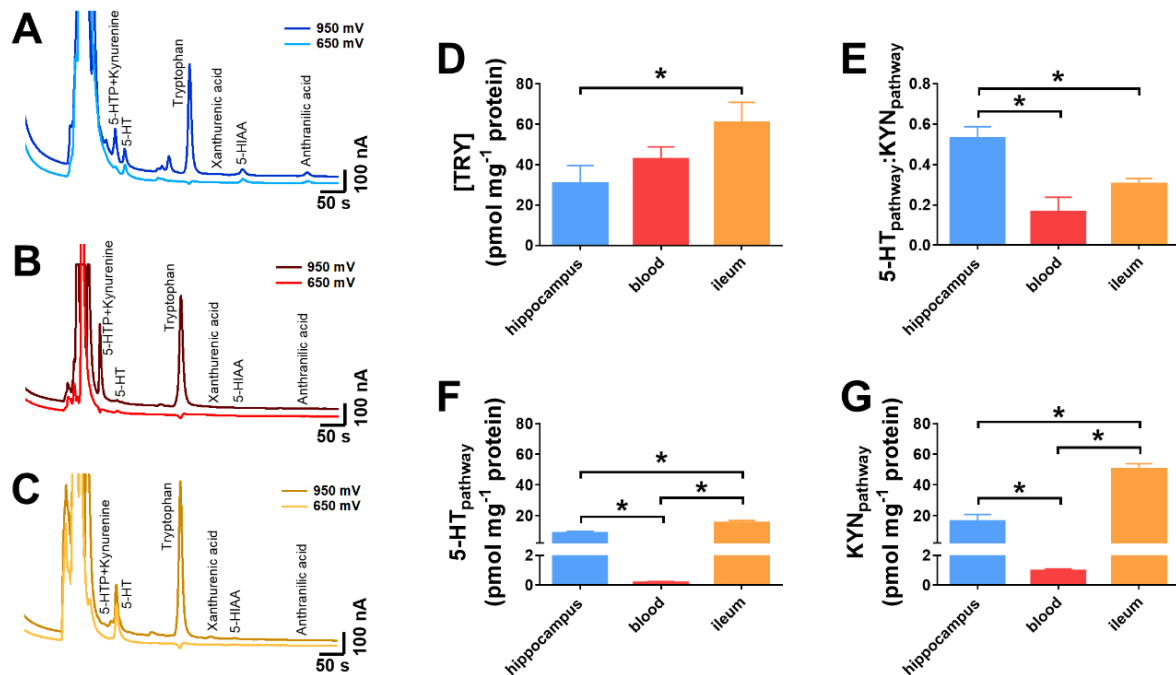 A
950 mV
650 mV
5-HTP+Kynurenine
5-HT
Tryptophan
Xanthurenic acid
5-HIAA
Anthranilic acid
100 nA
50 s
B
950 mV
650 mV
5-HTP+Kynurenine
5-HT
Tryptophan
Xanthurenic acid
5-HIAA
Anthranilic acid
100 nA
50 s
C
950 mV
650 mV
5-HTP+Kynurenine
5-HT
Tryptophan
Xanthurenic acid
5-HIAA
Anthranilic acid
100 nA
50 s
D
[TRY]
(pmol mg-1 protein)
80
60
40
20
0
*
hippocampus
blood
ileum
E
5-HTpathway:KYNpathway
0.8
0.6
0.4
0.2
0.0
*
*
hippocampus
blood
ileum
F
5-HTpathway
(pmol mg-1 protein)
80
60
40
20
2
0
*
*
*
hippocampus
blood
ileum
G
KYNpathway
(pmol mg-1 protein)
80
60
40
20
2
0
*
*
*
hippocampus
blood
ileum